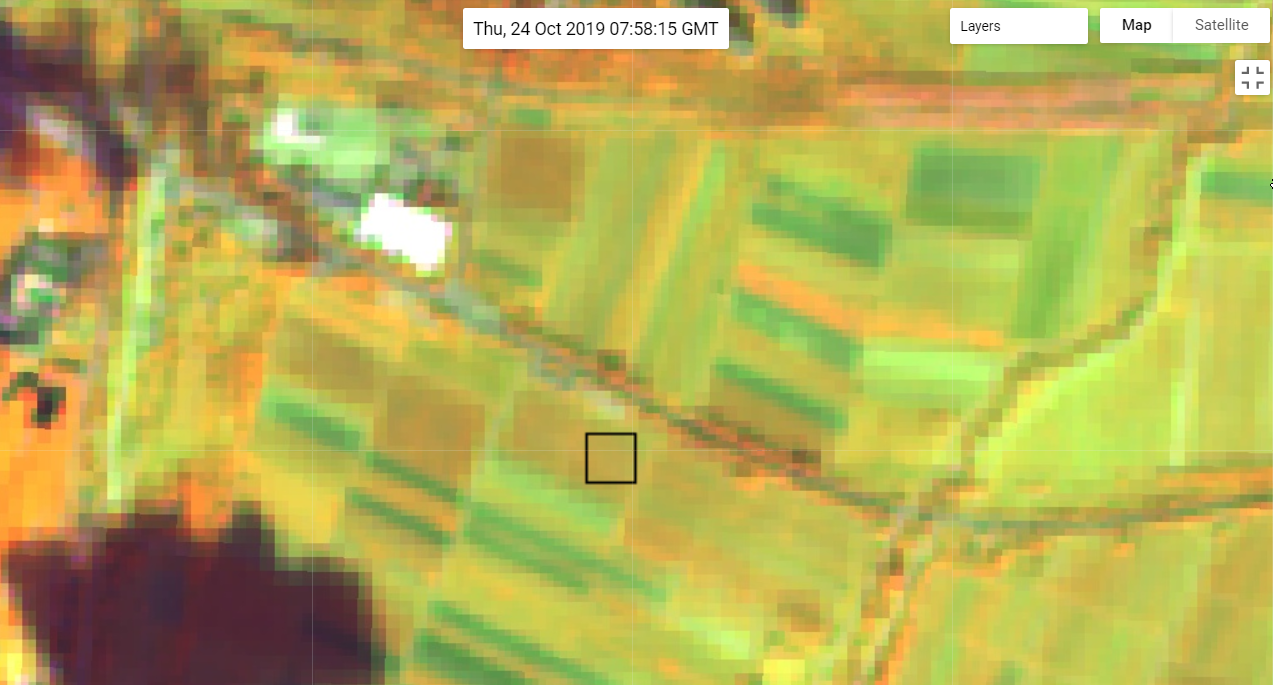 Thu, 24 Oct 2019 07:58:15 GMT
Layers
Map
Satellite